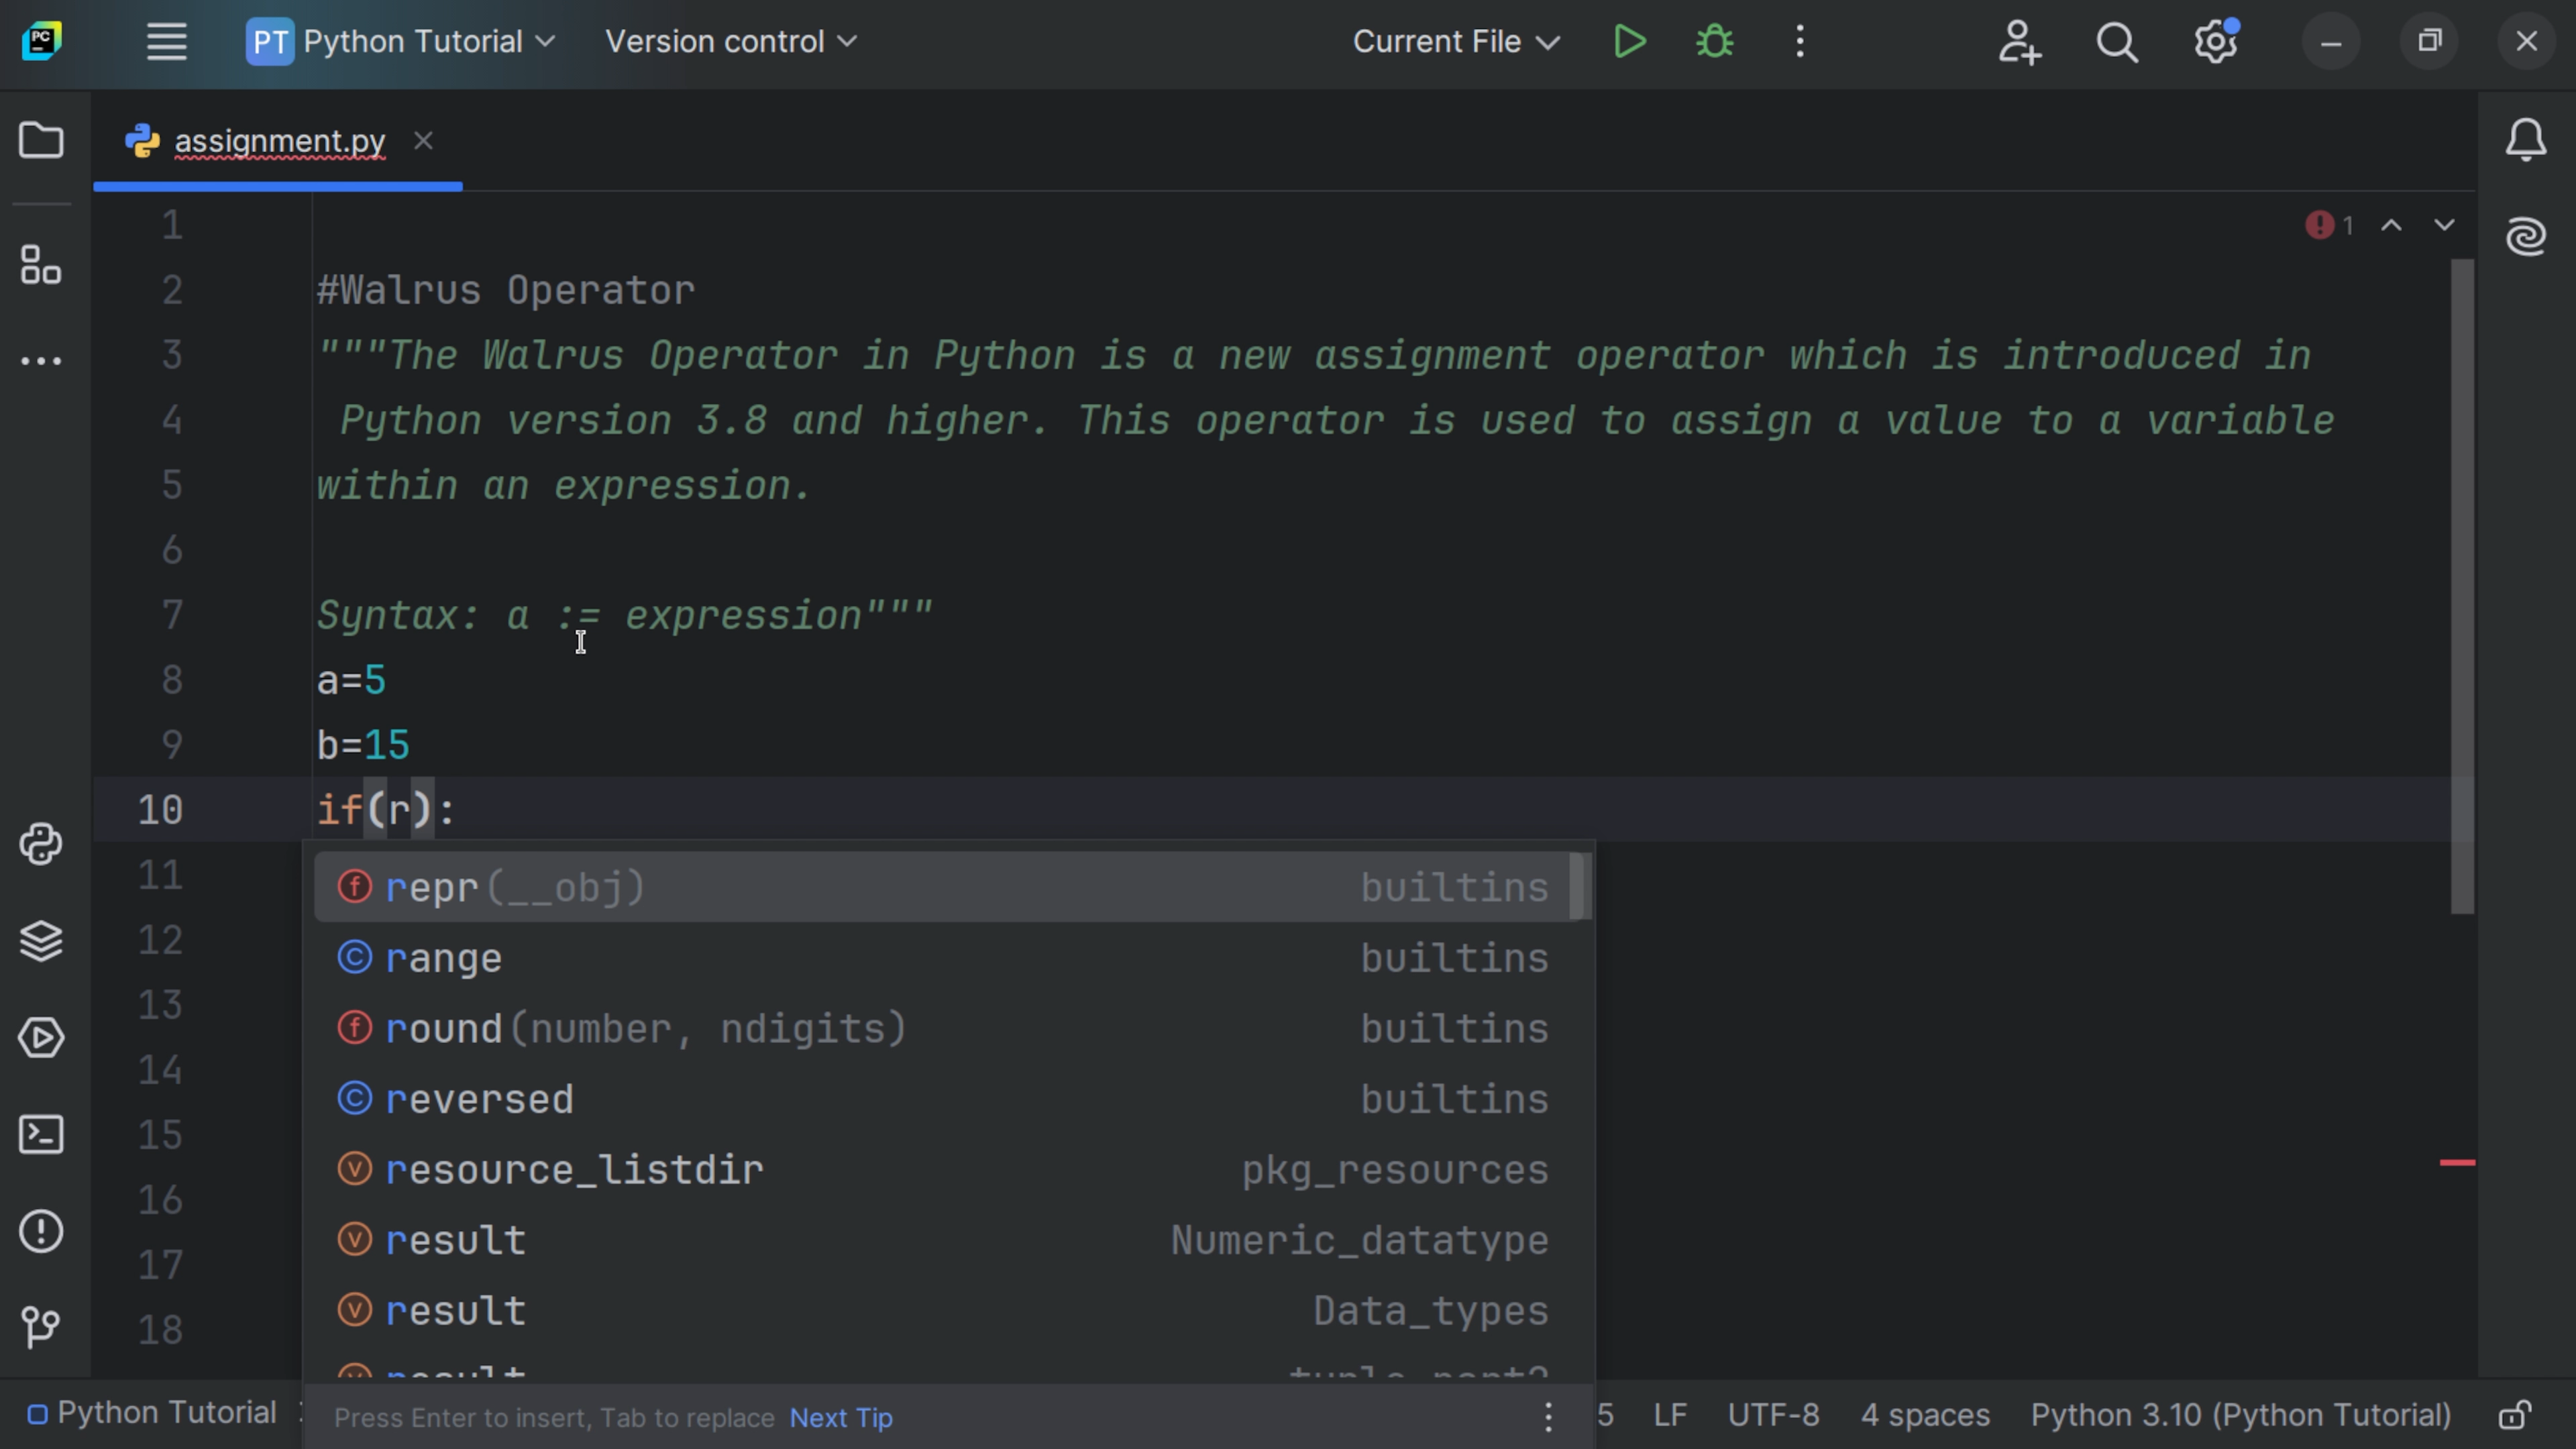 PC
PT Python Tutorial Version control Current File
assignment.py
1
1
2 #Walrus Operator
3 """The Walrus Operator in Python is a new assignment operator which is introduced in
4 Python version 3.8 and higher. This operator is used to assign a value to a variable
5 within an expression.
6
7 Syntax: a := expression"""
8 a=5
9 b=15
10 if(r):
11 repr(__obj) builtins
12 range builtins
13 round(number, ndigits) builtins
14 reversed builtins
15 resource_listdir pkg_resources
16 result Numeric_datatype
17 result Data_types
18 result
Press Enter to insert, Tab to replace Next Tip
Python Tutorial 5 LF UTF-8 4 spaces Python 3.10 (Python Tutorial)